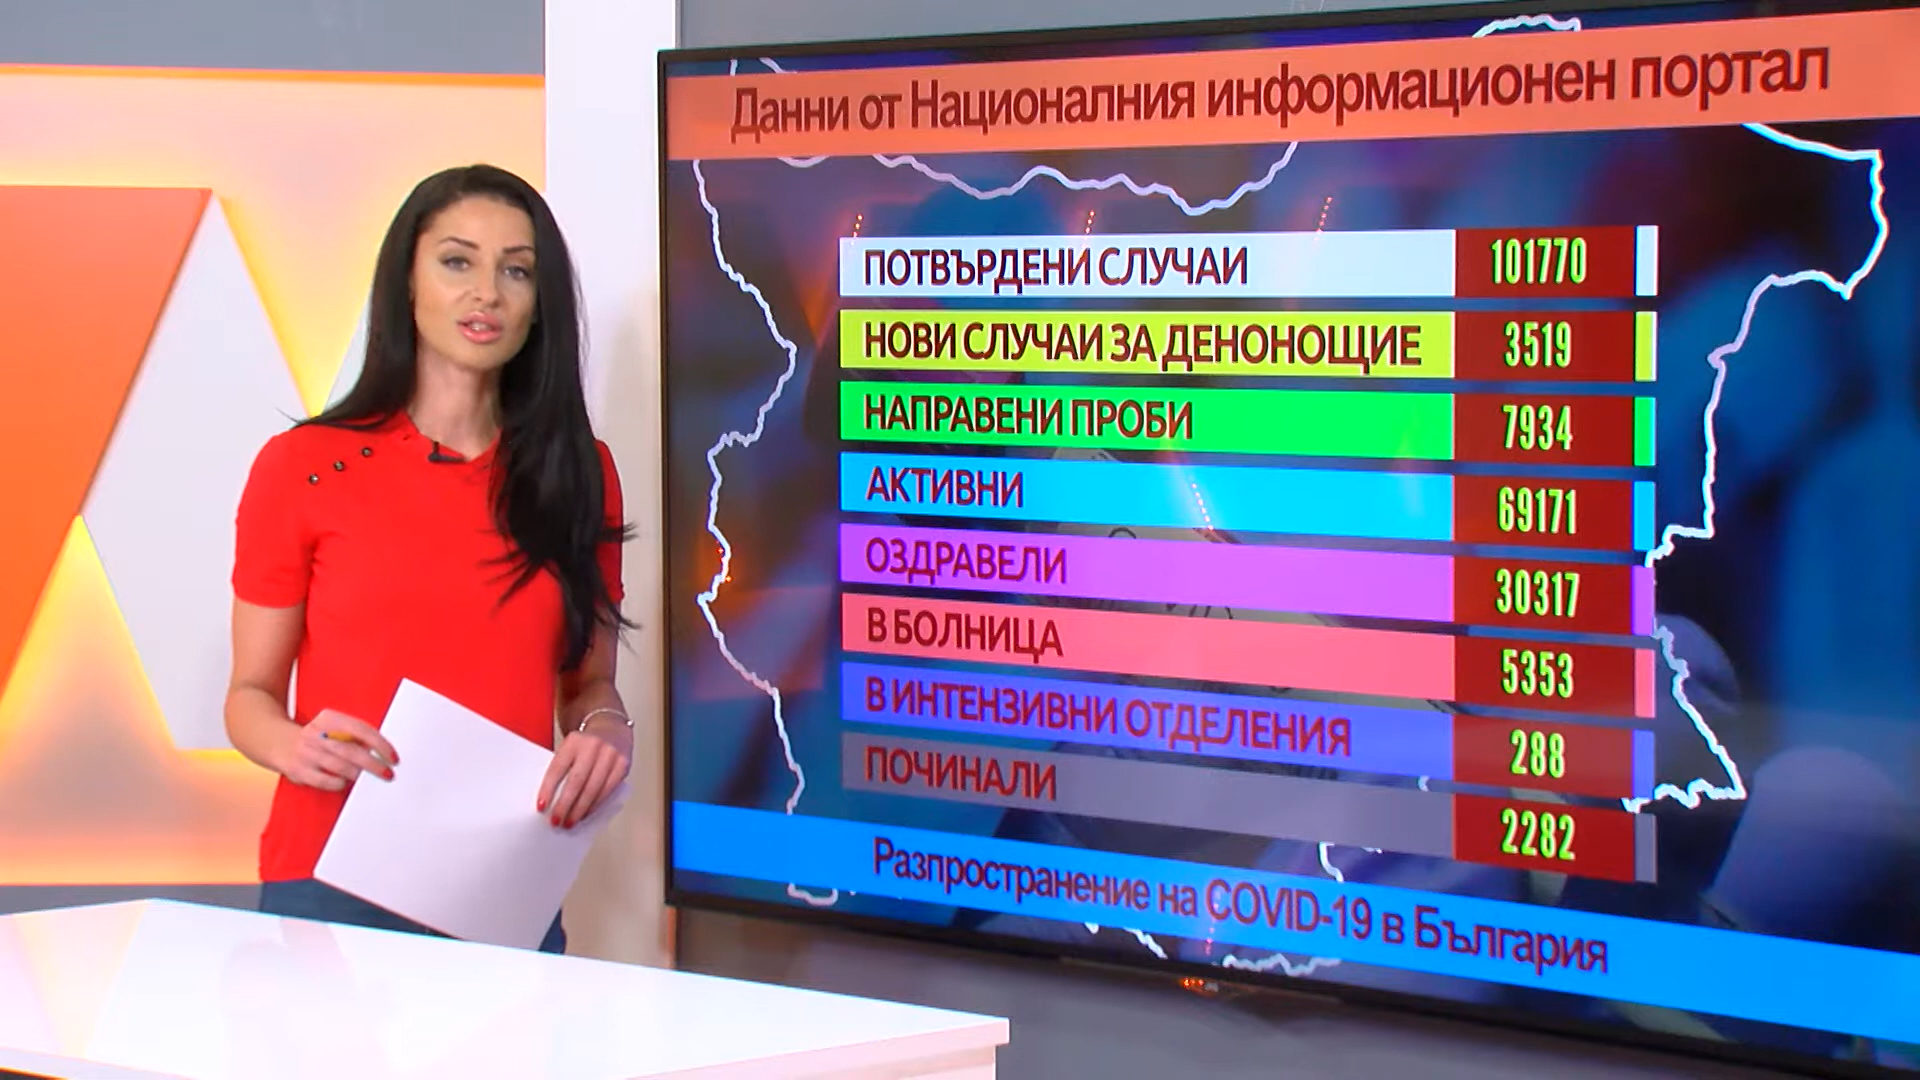 Данни от Националния информационен портал
ПОТВЪРДЕНИ СЛУЧАИ 101770
НОВИ СЛУЧАИ ЗА ДЕНОНОЩИЕ 3519
НАПРАВЕНИ ПРОБИ 7934
АКТИВНИ 69171
ОЗДРАВЕЛИ 30317
В БОЛНИЦА 5353
В ИНТЕНЗИВНИ ОТДЕЛЕНИЯ 288
ПОЧИНАЛИ 2282
Разпространение на COVID-19 в България